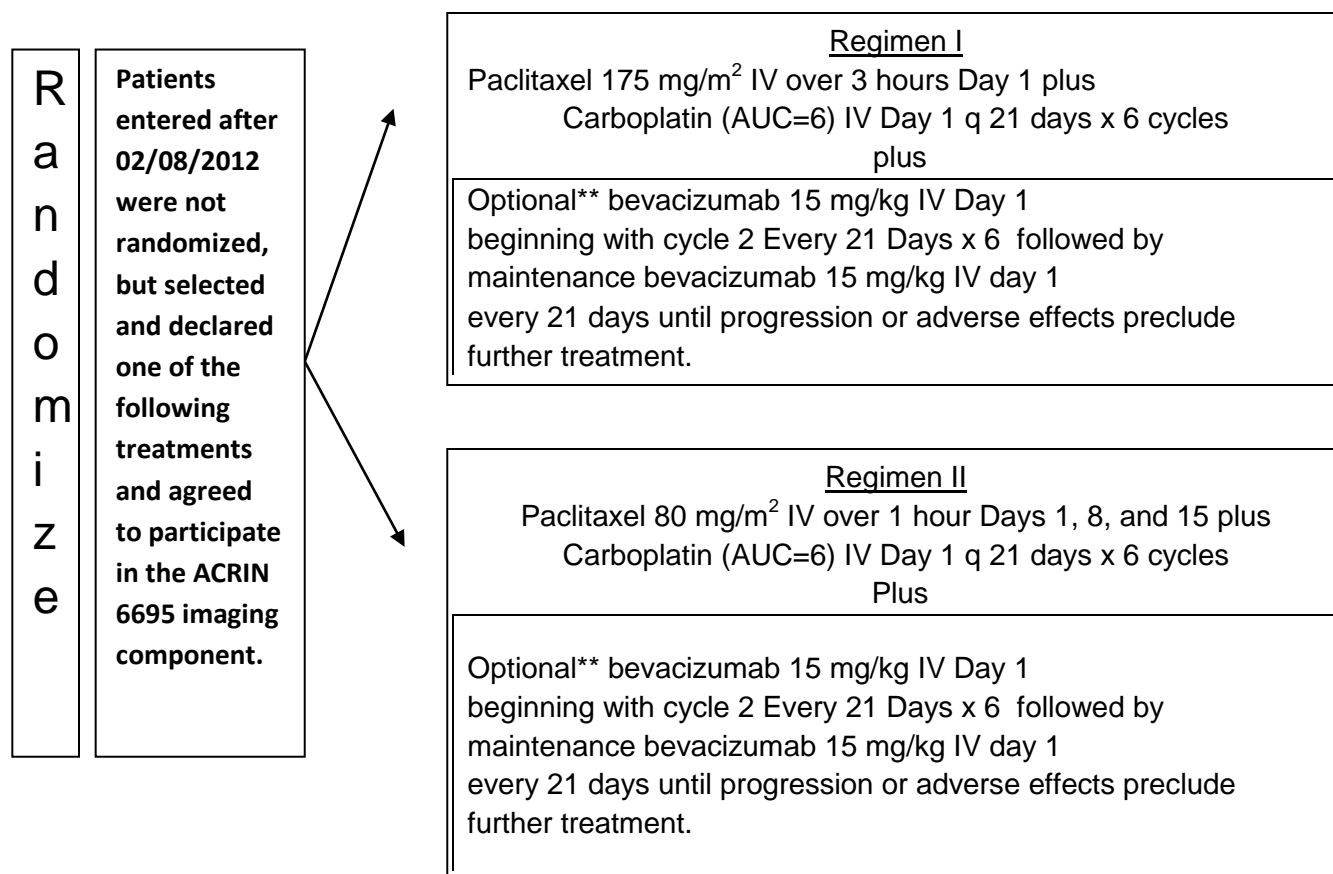 Randomize
Patients
entered after
02/08/2012
were not
randomized,
but selected
and declared
one of the
following
treatments
and agreed
to participate
in the ACRIN
6695 imaging
component.
Regimen I
Paclitaxel 175 mg/m² IV over 3 hours Day 1 plus
Carboplatin (AUC=6) IV Day 1 q 21 days x 6 cycles
plus
Optional** bevacizumab 15 mg/kg IV Day 1
beginning with cycle 2 Every 21 Days x 6 followed by
maintenance bevacizumab 15 mg/kg IV day 1
every 21 days until progression or adverse effects preclude
further treatment.
Regimen II
Paclitaxel 80 mg/m² IV over 1 hour Days 1, 8, and 15 plus
Carboplatin (AUC=6) IV Day 1 q 21 days x 6 cycles
Plus
Optional** bevacizumab 15 mg/kg IV Day 1
beginning with cycle 2 Every 21 Days x 6 followed by
maintenance bevacizumab 15 mg/kg IV day 1
every 21 days until progression or adverse effects preclude
further treatment.